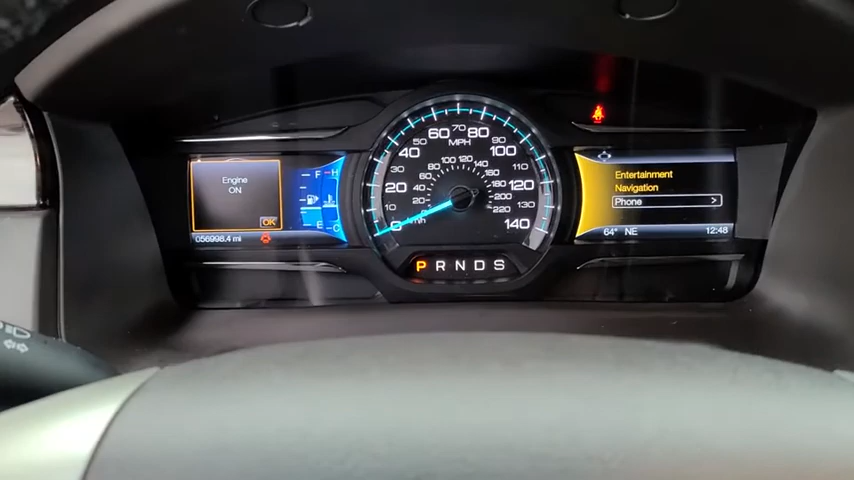 Engine
ON
OK
056998.4 mi
F H
E C
0 10 20 30 40 50 60 70 80 90 100 110 120 130 140
MPH
20 40 60 80 100 120 140 160 180 200 220
km/h
P R N D S
Entertainment
Navigation
Phone >
64° NE 12:48